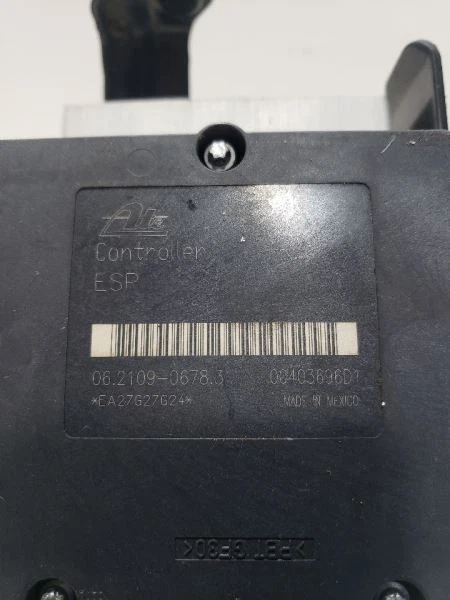 Ate
Controller
ESP
06.2109-0678.3 00403696D1
*EA27G27624* MADE IN MEXICO
>PBT GF30<